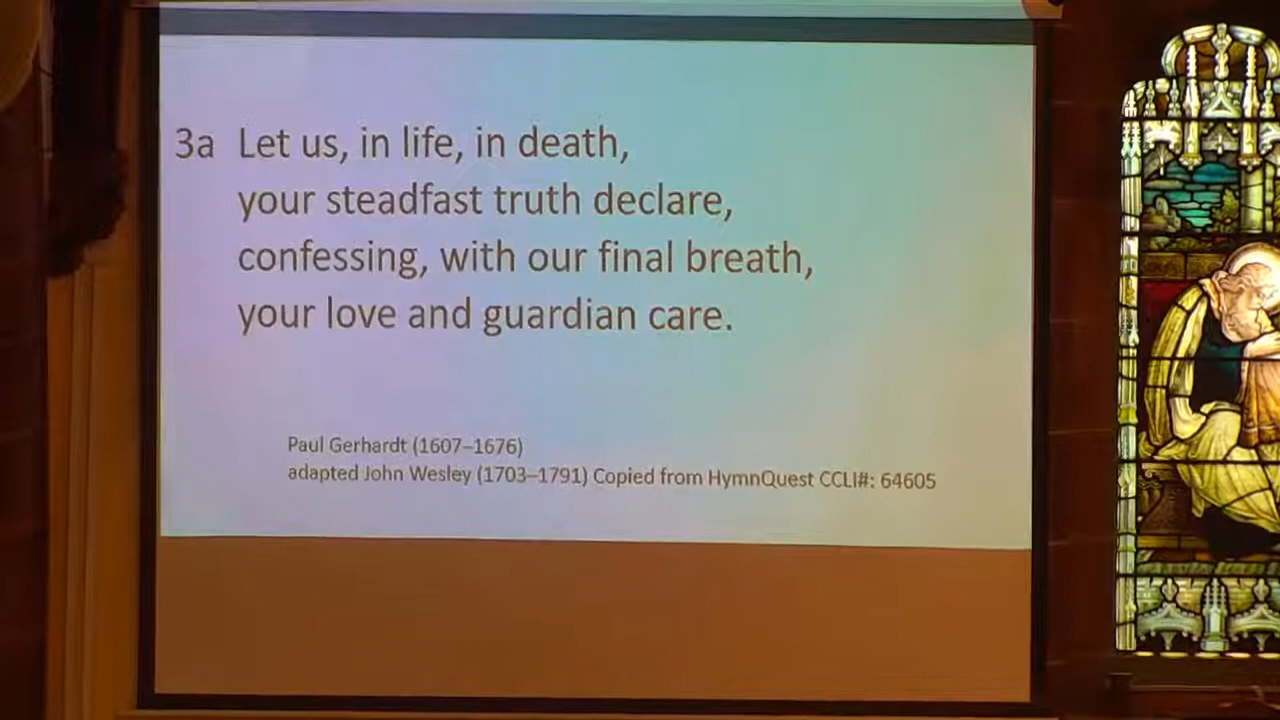 3a Let us, in life, in death,
your steadfast truth declare,
confessing, with our final breath,
your love and guardian care.
Paul Gerhardt (1607–1676)
adapted John Wesley (1703–1791) Copied from HymnQuest CCLI#: 64605